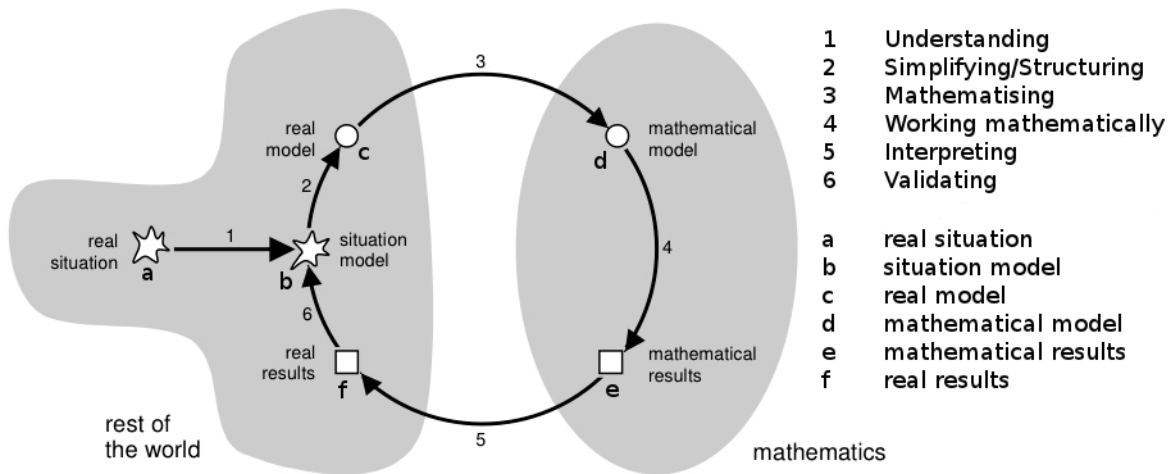 3
real
model
c
d
mathematical
model
2
real
situation
a
1
b
situation
model
4
6
real
results
f
e
mathematical
results
5
rest of
the world
mathematics
1 Understanding
2 Simplifying/Structuring
3 Mathematising
4 Working mathematically
5 Interpreting
6 Validating
a real situation
b situation model
c real model
d mathematical model
e mathematical results
f real results